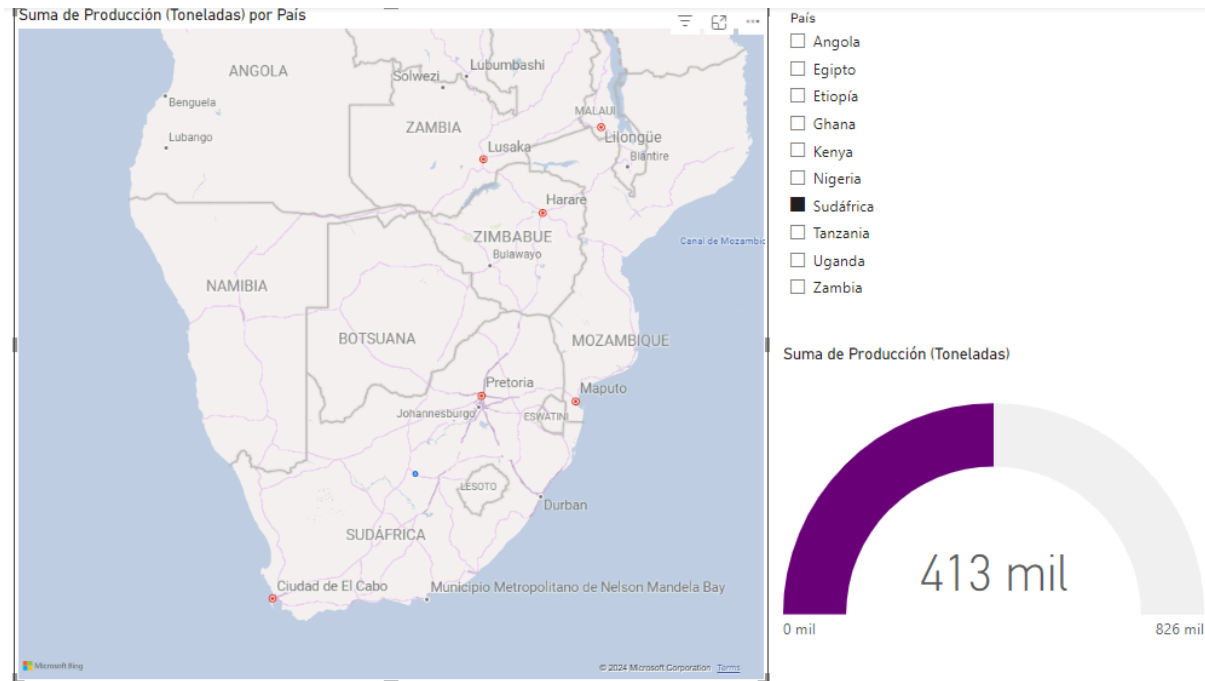 Suma de Producción (Toneladas) por País
ANGOLA
Solwezi
Lubumbashi
Benguela
Lubango
MALAUI
ZAMBIA
Lilongüe
Lusaka
Blantire
Harare
ZIMBABUE
Bulawayo
Canal de Mozambic
NAMIBIA
BOTSUANA
MOZAMBIQUE
Pretoria
Maputo
Johannesburgo
ESWATINI
LESOTO
Durban
SUDÁFRICA
Ciudad de El Cabo
Municipio Metropolitano de Nelson Mandela Bay
Microsoft Bing
© 2024 Microsoft Corporation Terms
País
Angola
Egipto
Etiopía
Ghana
Kenya
Nigeria
Sudáfrica
Tanzania
Uganda
Zambia
Suma de Producción (Toneladas)
413 mil
0 mil
826 mil